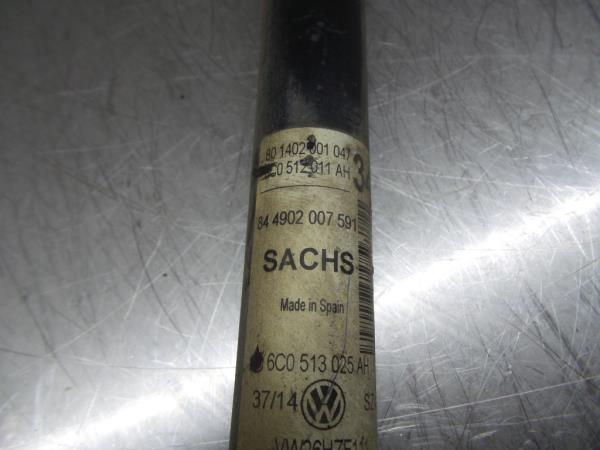 80 1402 001 047
6C0 512 011 AH
34
84 4902 007 591
SACHS
Made in Spain
6C0 513 025 AH
37/14